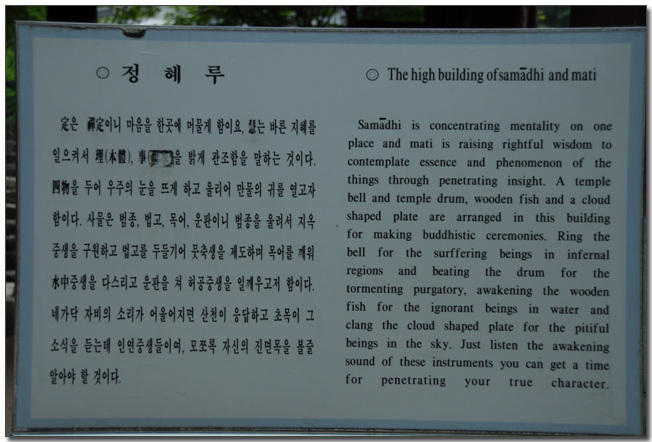 ◎ 정 혜 루
定은 禪定이니 마음을 한곳에 머물게 함이요, 慧는 바른 지혜를
일으켜서 理(本體), 事( )을 밝게 관조함을 말하는 것이다.
四物을 두어 우주의 눈을 뜨게 하고 울리어 만물의 귀를 열고자
함이다. 사물은 범종, 법고, 목어, 운판이니 범종을 울려서 지옥
중생을 구원하고 법고를 두들기어 웃축생을 제도하며 목어를 깨워
水中중생을 다스리고 운판을 쳐 허공중생을 일깨우고저 함이다.
네가닥 자비의 소리가 어울어지면 산천이 응답하고 초목이 그
소식을 듣는데 인연중생들이여, 모쪼록 자신의 진면목을 볼줄
알아야 할 것이다.
◎ The high building of samādhi and mati
Samādhi is concentrating mentality on one
place and mati is raising rightful wisdom to
contemplate essence and phenomenon of the
things through penetrating insight. A temple
bell and temple drum, wooden fish and a cloud
shaped plate are arranged in this building
for making buddhistic ceremonies. Ring the
bell for the surffering beings in infernal
regions and beating the drum for the
tormenting purgatory, awakening the wooden
fish for the ignorant beings in water and
clang the cloud shaped plate for the pitiful
beings in the sky. Just listen the awakening
sound of these instruments you can get a time
for penetrating your true character.